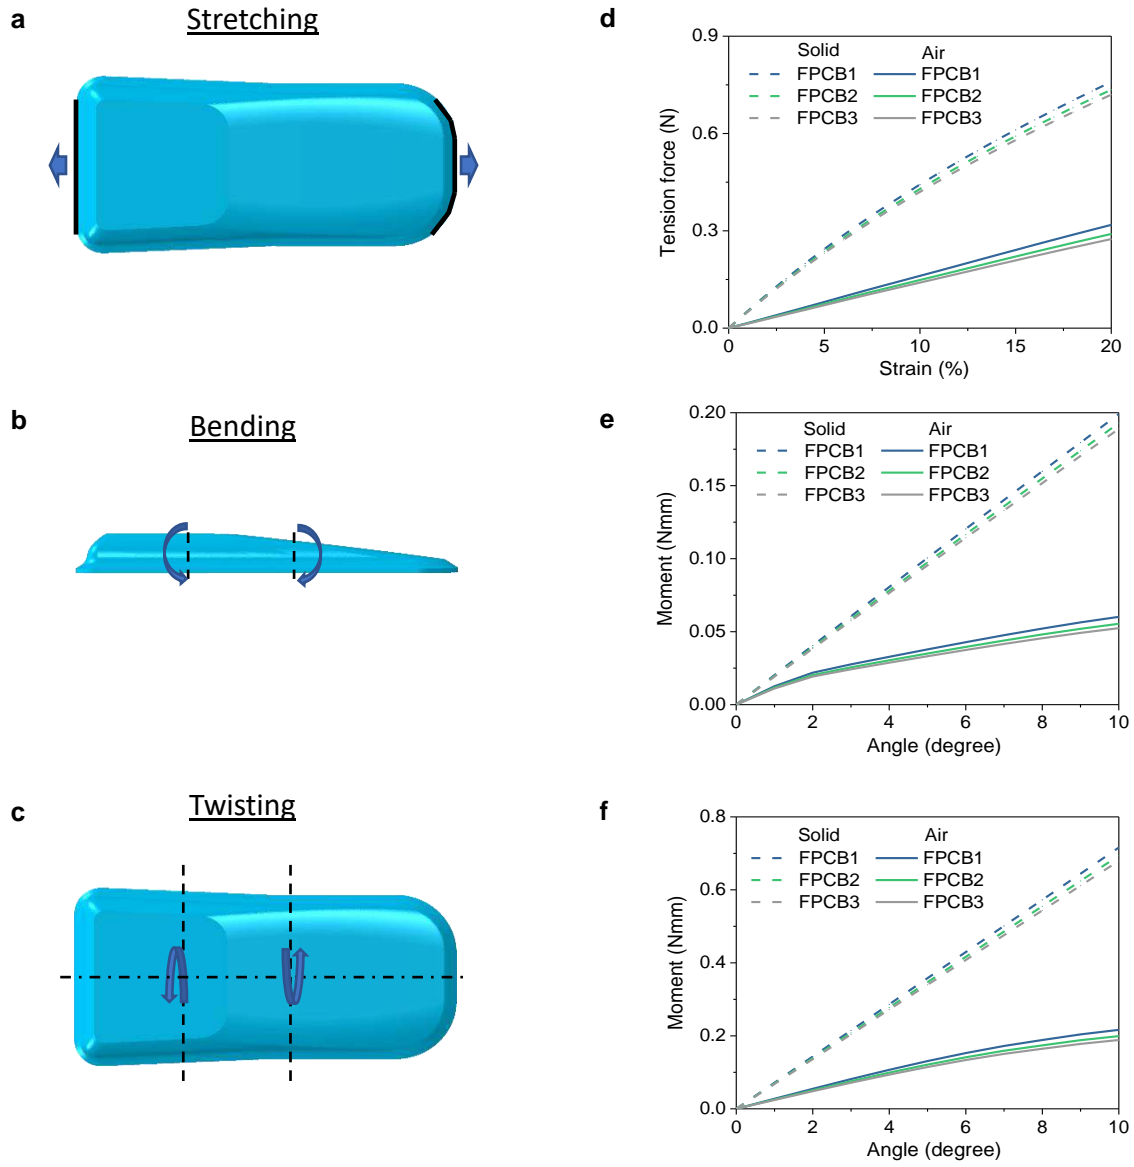 a
Stretching
b
Bending
c
Twisting
d
Tension force (N)
0.9
0.6
0.3
0.0
Solid Air
FPCB1 FPCB1
FPCB2 FPCB2
FPCB3 FPCB3
0 5 10 15 20
Strain (%)
e
Moment (Nmm)
0.20
0.15
0.10
0.05
0.00
Solid Air
FPCB1 FPCB1
FPCB2 FPCB2
FPCB3 FPCB3
0 2 4 6 8 10
Angle (degree)
f
Moment (Nmm)
0.8
0.6
0.4
0.2
0.0
Solid Air
FPCB1 FPCB1
FPCB2 FPCB2
FPCB3 FPCB3
0 2 4 6 8 10
Angle (degree)